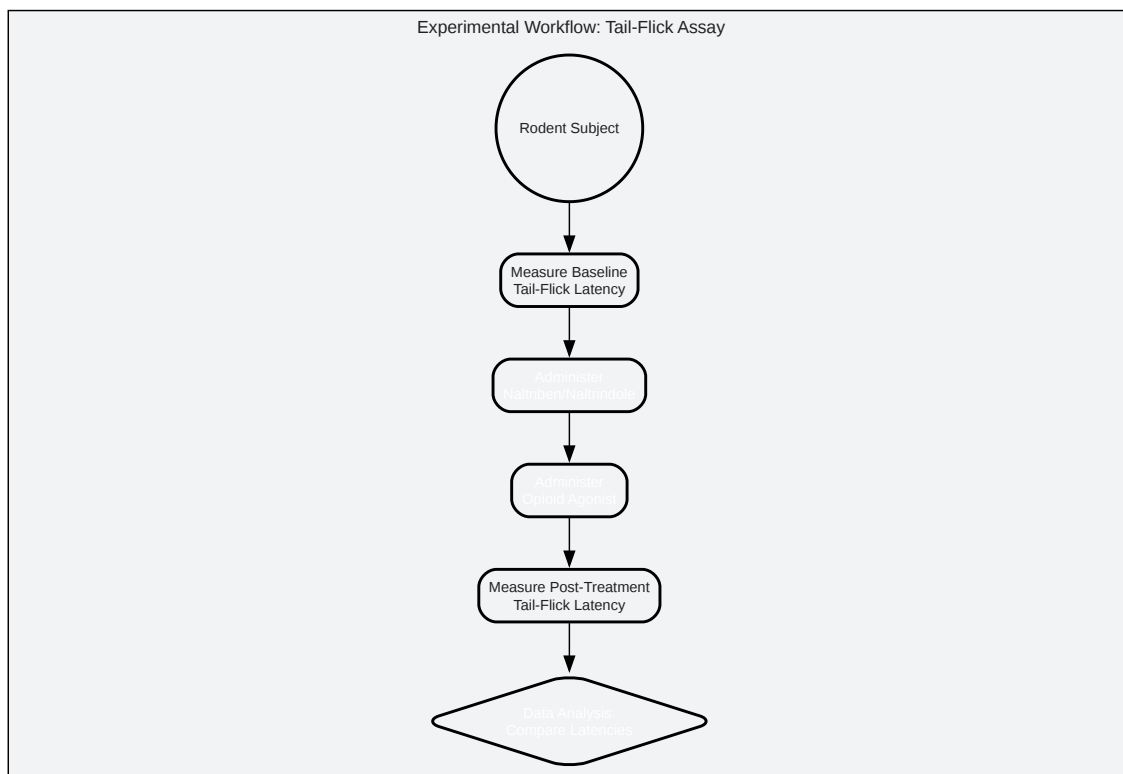 Experimental Workflow: Tail-Flick Assay
Rodent Subject
Measure Baseline
Tail-Flick Latency
Administer
Naltriben/Naltrindole
Administer
Opioid Agonist
Measure Post-Treatment
Tail-Flick Latency
Data Analysis
Compare Latencies